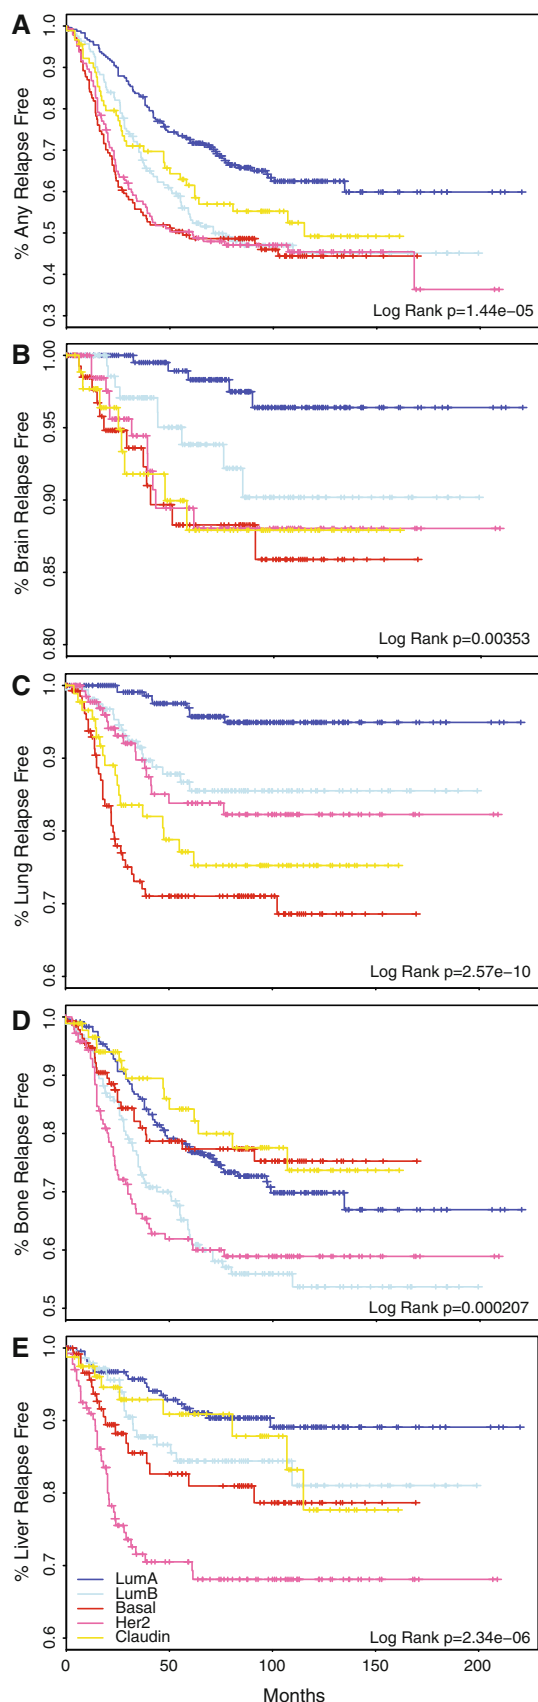 A
% Any Relapse Free
1.0
0.9
0.8
0.7
0.6
0.5
0.4
0.3
Log Rank p=1.44e−05
B
% Brain Relapse Free
1.00
0.95
0.90
0.85
0.80
Log Rank p=0.00353
C
% Lung Relapse Free
1.0
0.9
0.8
0.7
0.6
Log Rank p=2.57e−10
D
% Bone Relapse Free
1.0
0.9
0.8
0.7
0.6
0.5
Log Rank p=0.000207
E
% Liver Relapse Free
1.0
0.9
0.8
0.7
0.6
LumA
LumB
Basal
Her2
Claudin
Log Rank p=2.34e−06
0 50 100 150 200
Months